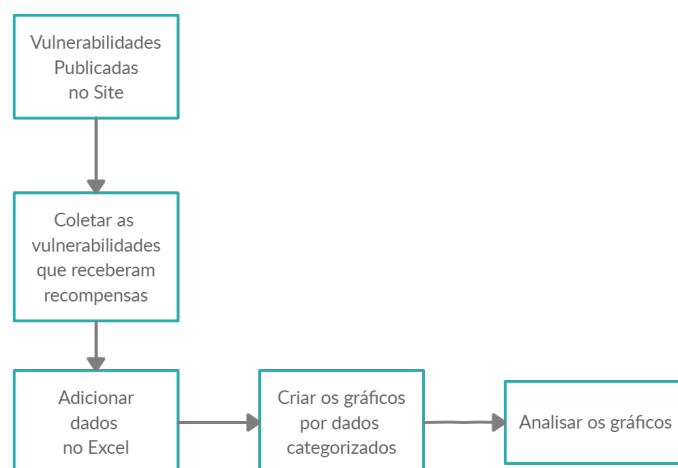 Vulnerabilidades
Publicadas
no Site
Coletar as
vulnerabilidades
que receberam
recompensas
Adicionar
dados
no Excel
Criar os gráficos
por dados
categorizados
Analisar os gráficos